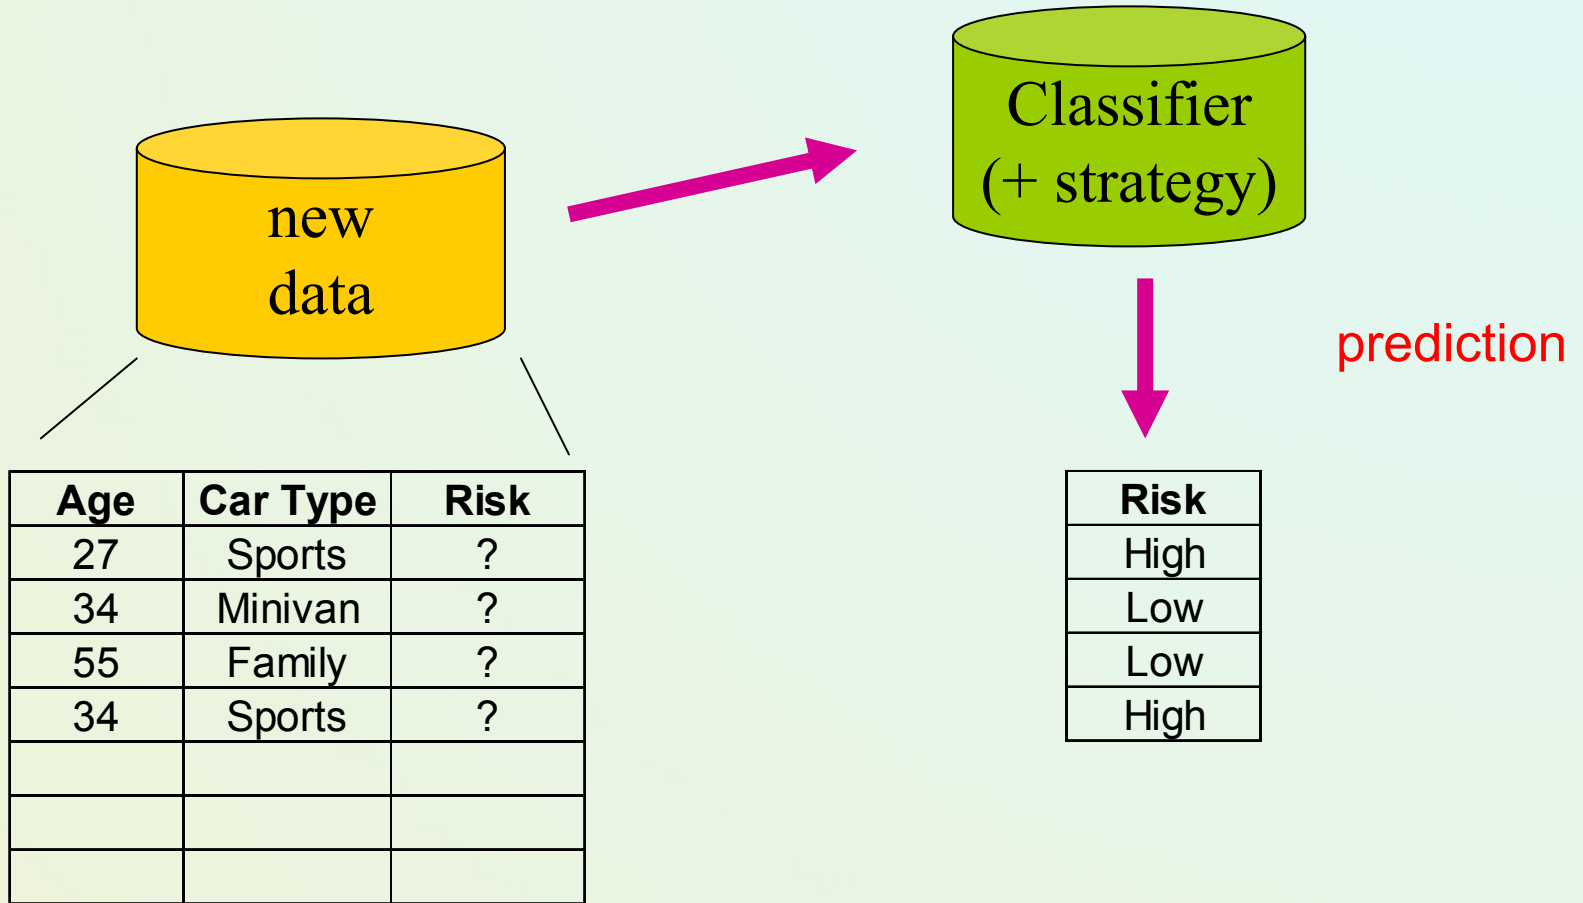 new
data
Classifier
(+ strategy)
prediction
Age Car Type Risk
27 Sports ?
34 Minivan ?
55 Family ?
34 Sports ?
Risk
High
Low
Low
High